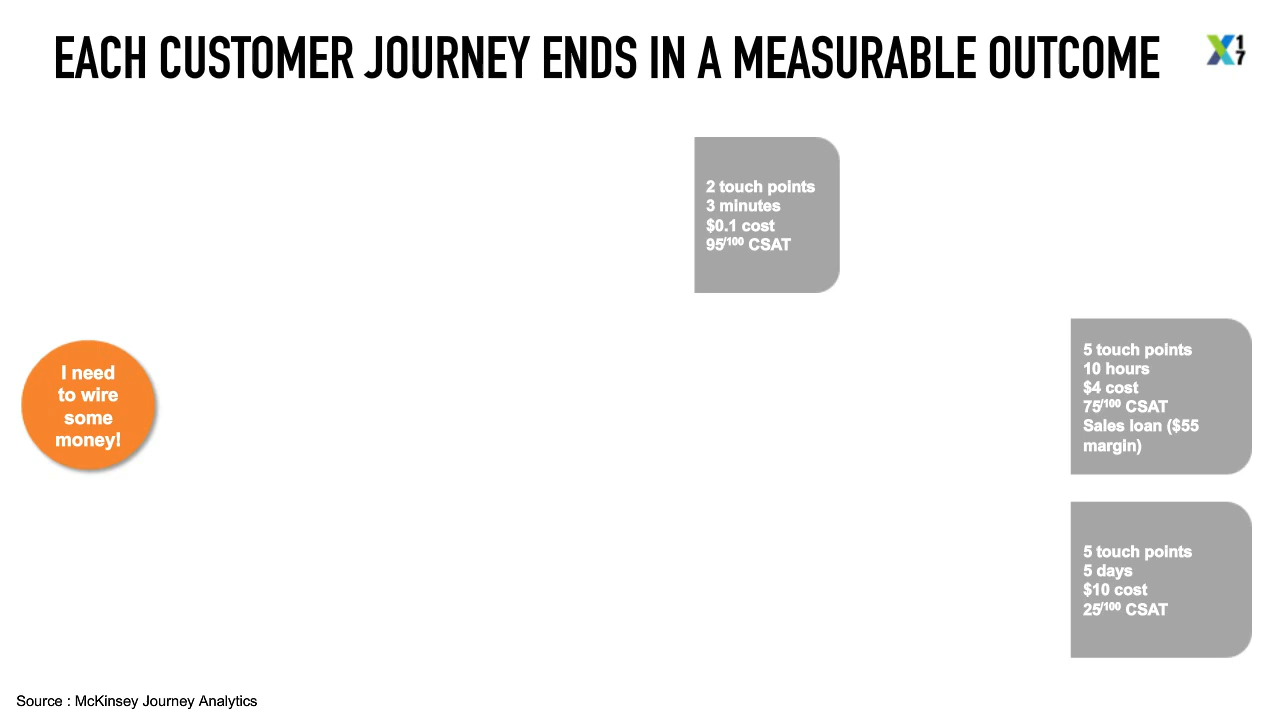 EACH CUSTOMER JOURNEY ENDS IN A MEASURABLE OUTCOME
X1
7
2 touch points
3 minutes
$0.1 cost
95/100 CSAT
I need
to wire
some
money!
5 touch points
10 hours
$4 cost
75/100 CSAT
Sales loan ($55
margin)
5 touch points
5 days
$10 cost
25/100 CSAT
Source : McKinsey Journey Analytics